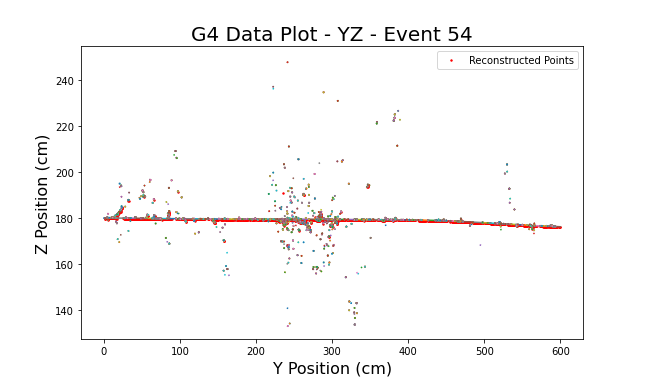 G4 Data Plot - YZ - Event 54
Reconstructed Points
Z Position (cm)
240
220
200
180
160
140
0 100 200 300 400 500 600
Y Position (cm)